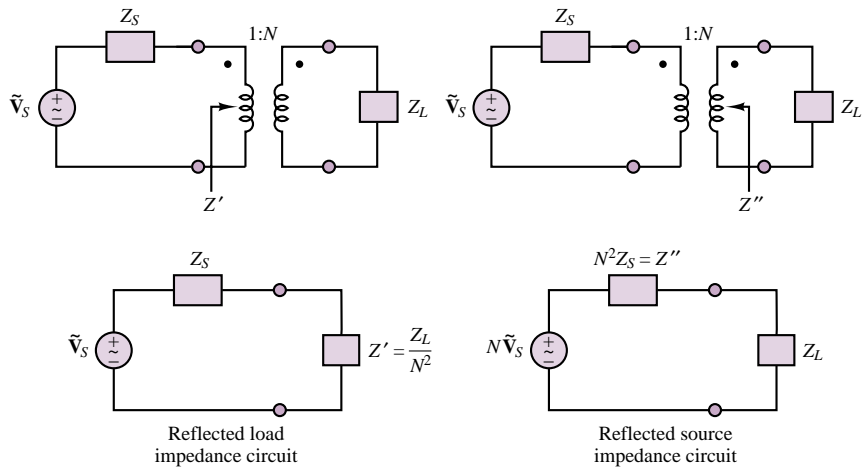 Z_S
1:N
Ṽ_S
+
~
−
Z_L
Z′
Z_S
1:N
Ṽ_S
+
~
−
Z_L
Z″
Z_S
Ṽ_S
+
~
−
Z′ = Z_L/N²
Reflected load
impedance circuit
N²Z_S = Z″
NṼ_S
+
~
−
Z_L
Reflected source
impedance circuit